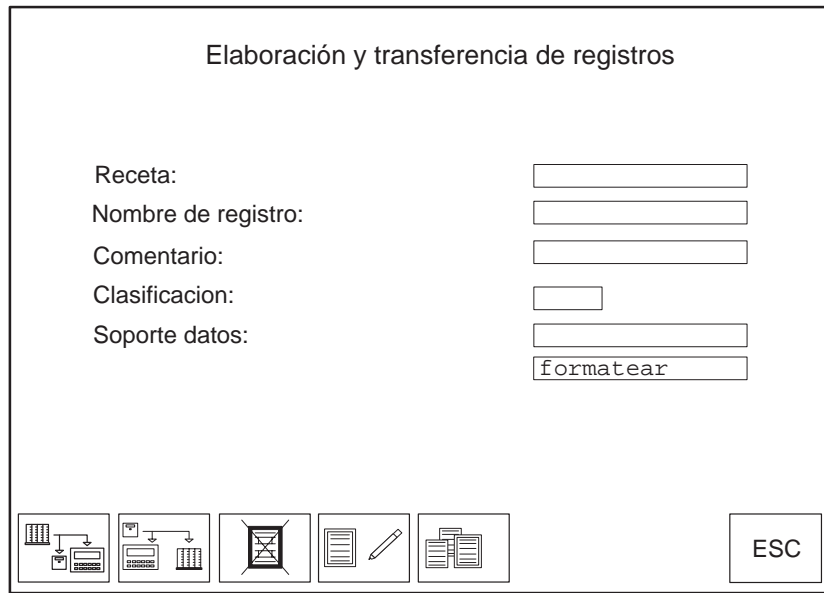 Elaboración y transferencia de registros
Receta:
Nombre de registro:
Comentario:
Clasificacion:
Soporte datos:
formatear
ESC